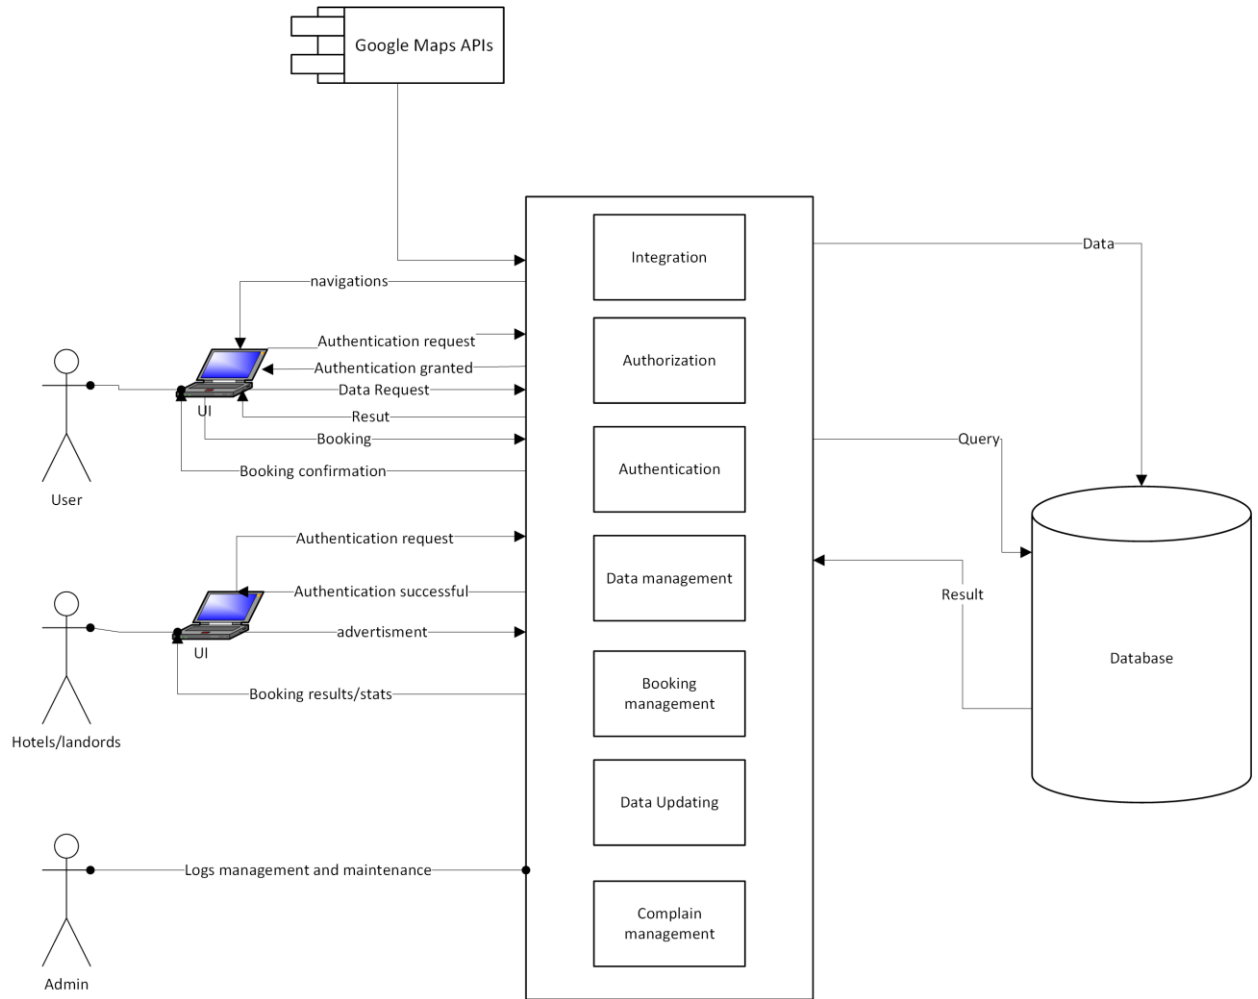 Google Maps APIs
Integration
Data
navigations
Authentication request
Authorization
Authentication granted
Data Request
UI
Resut
Booking
Query
Booking confirmation
Authentication
User
Authentication request
Data management
Authentication successful
Result
advertisment
UI
Database
Booking results/stats
Booking
management
Hotels/landords
Data Updating
Logs management and maintenance
Complain
management
Admin